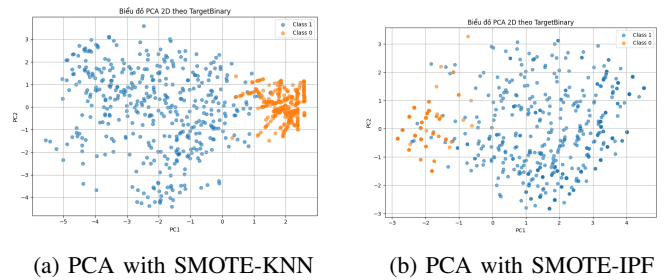 Biểu đồ PCA 2D theo TargetBinary
Class 1
Class 0
3
2
1
0
−1
−2
−3
−4
PC2
−5
−4
−3
−2
−1
0
1
2
PC1
(a) PCA with SMOTE-KNN
Biểu đồ PCA 2D theo TargetBinary
Class 1
Class 0
3
2
1
0
−1
−2
−3
PC2
−3
−2
−1
0
1
2
3
4
PC1
(b) PCA with SMOTE-IPF